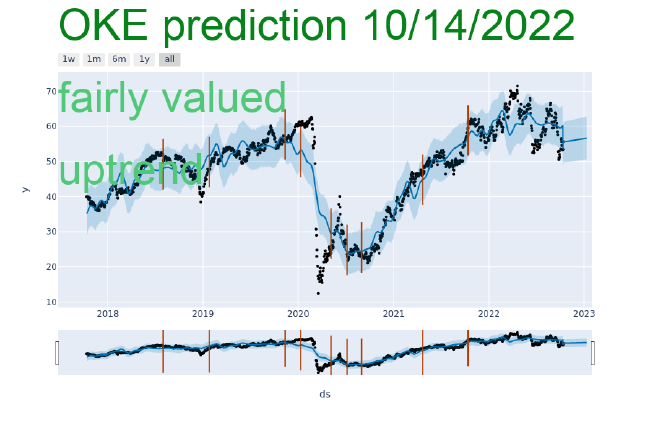 OKE prediction 10/14/2022
1w 1m 6m 1y all
fairly valued
uptrend
70
60
50
40
30
20
10
y
2018 2019 2020 2021 2022 2023
ds